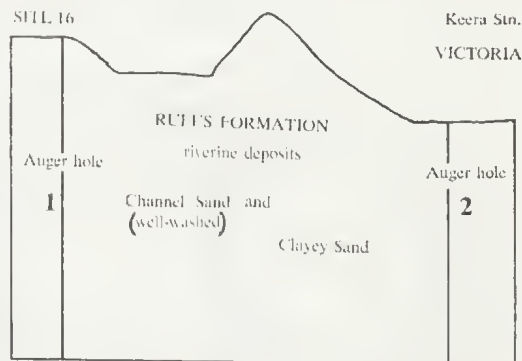 SITE 16
Keera Stn.
VICTORIA
RUFUS FORMATION
riverine deposits
Auger hole
1
Channel Sand and
(well-washed)
Clayey Sand
Auger hole
2